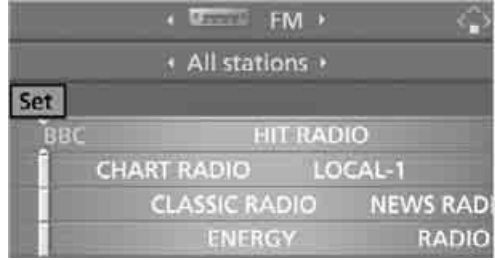 FM
All stations
Set
BBC HIT RADIO
CHART RADIO LOCAL-1
CLASSIC RADIO NEWS RAD
ENERGY RADIO